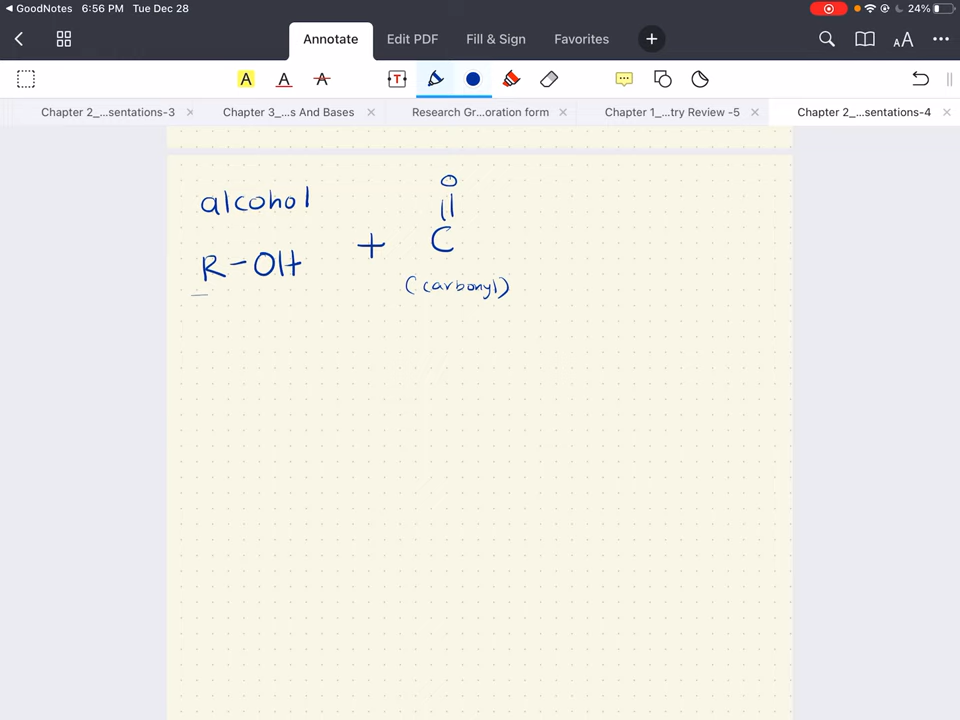 GoodNotes 6:56 PM Tue Dec 28 24%
Annotate Edit PDF Fill & Sign Favorites
A A A T AA
Chapter 2_...sentations-3 Chapter 3_...s And Bases Research Gr...oration form Chapter 1_...try Review -5 Chapter 2_...sentations-4
alcohol
O
||
R-OH + C
(carbonyl)